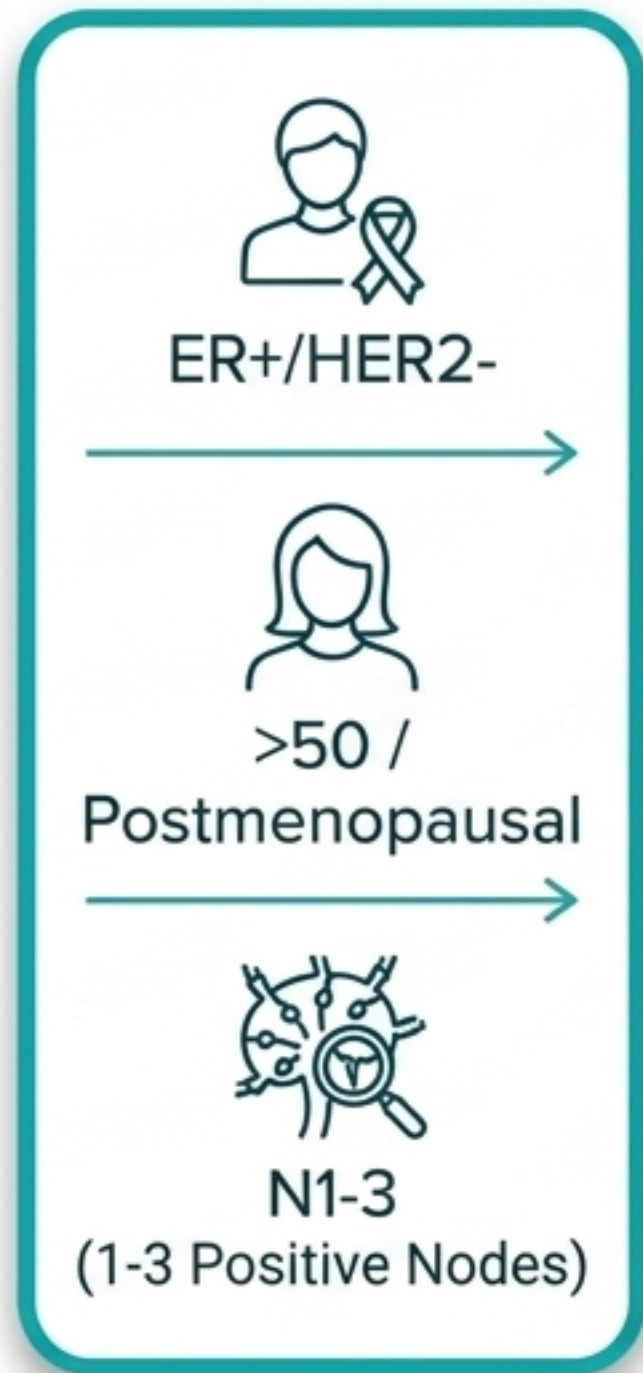 ER+/HER2-
>50 /
Postmenopausal
N1-3
(1-3 Positive Nodes)